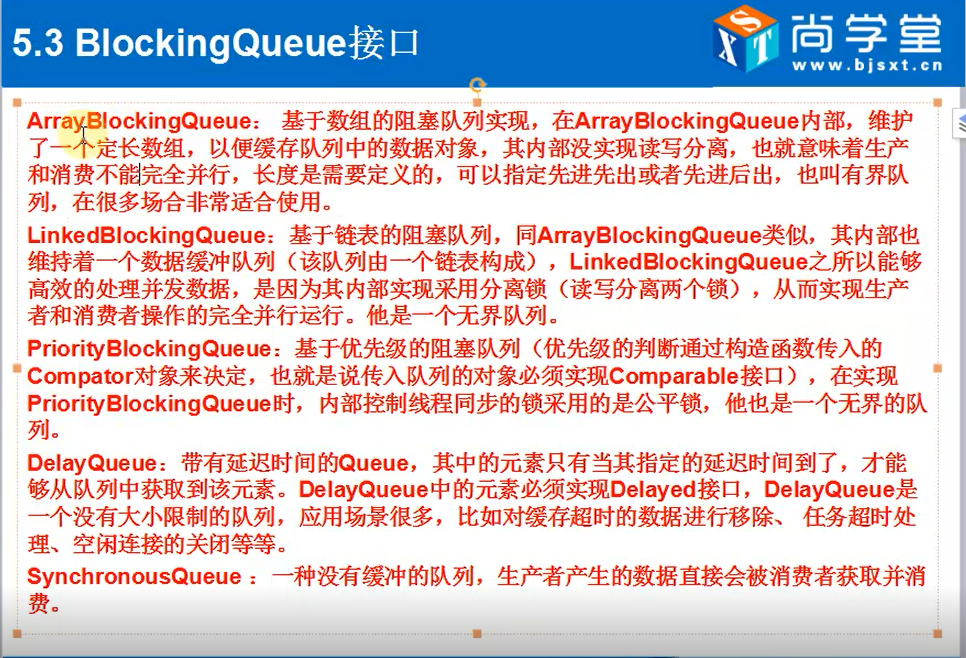 5.3 BlockingQueue接口
SXT
尚学堂
www.bjsxt.cn
ArrayBlockingQueue： 基于数组的阻塞队列实现，在ArrayBlockingQueue内部，维护
了一个定长数组，以便缓存队列中的数据对象，其内部没实现读写分离，也就意味着生产
和消费不能完全并行，长度是需要定义的，可以指定先进先出或者先进后出，也叫有界队
列，在很多场合非常适合使用。
LinkedBlockingQueue：基于链表的阻塞队列，同ArrayBlockingQueue类似，其内部也
维持着一个数据缓冲队列（该队列由一个链表构成），LinkedBlockingQueue之所以能够
高效的处理并发数据，是因为其内部实现采用分离锁（读写分离两个锁），从而实现生产
者和消费者操作的完全并行运行。他是一个无界队列。
PriorityBlockingQueue：基于优先级的阻塞队列（优先级的判断通过构造函数传入的
Compator对象来决定，也就是说传入队列的对象必须实现Comparable接口），在实现
PriorityBlockingQueue时，内部控制线程同步的锁采用的是公平锁，他也是一个无界的队
列。
DelayQueue：带有延迟时间的Queue，其中的元素只有当其指定的延迟时间到了，才能
够从队列中获取到该元素。DelayQueue中的元素必须实现Delayed接口，DelayQueue是
一个没有大小限制的队列，应用场景很多，比如对缓存超时的数据进行移除、 任务超时处
理、空闲连接的关闭等等。
SynchronousQueue ：一种没有缓冲的队列，生产者产生的数据直接会被消费者获取并消
费。